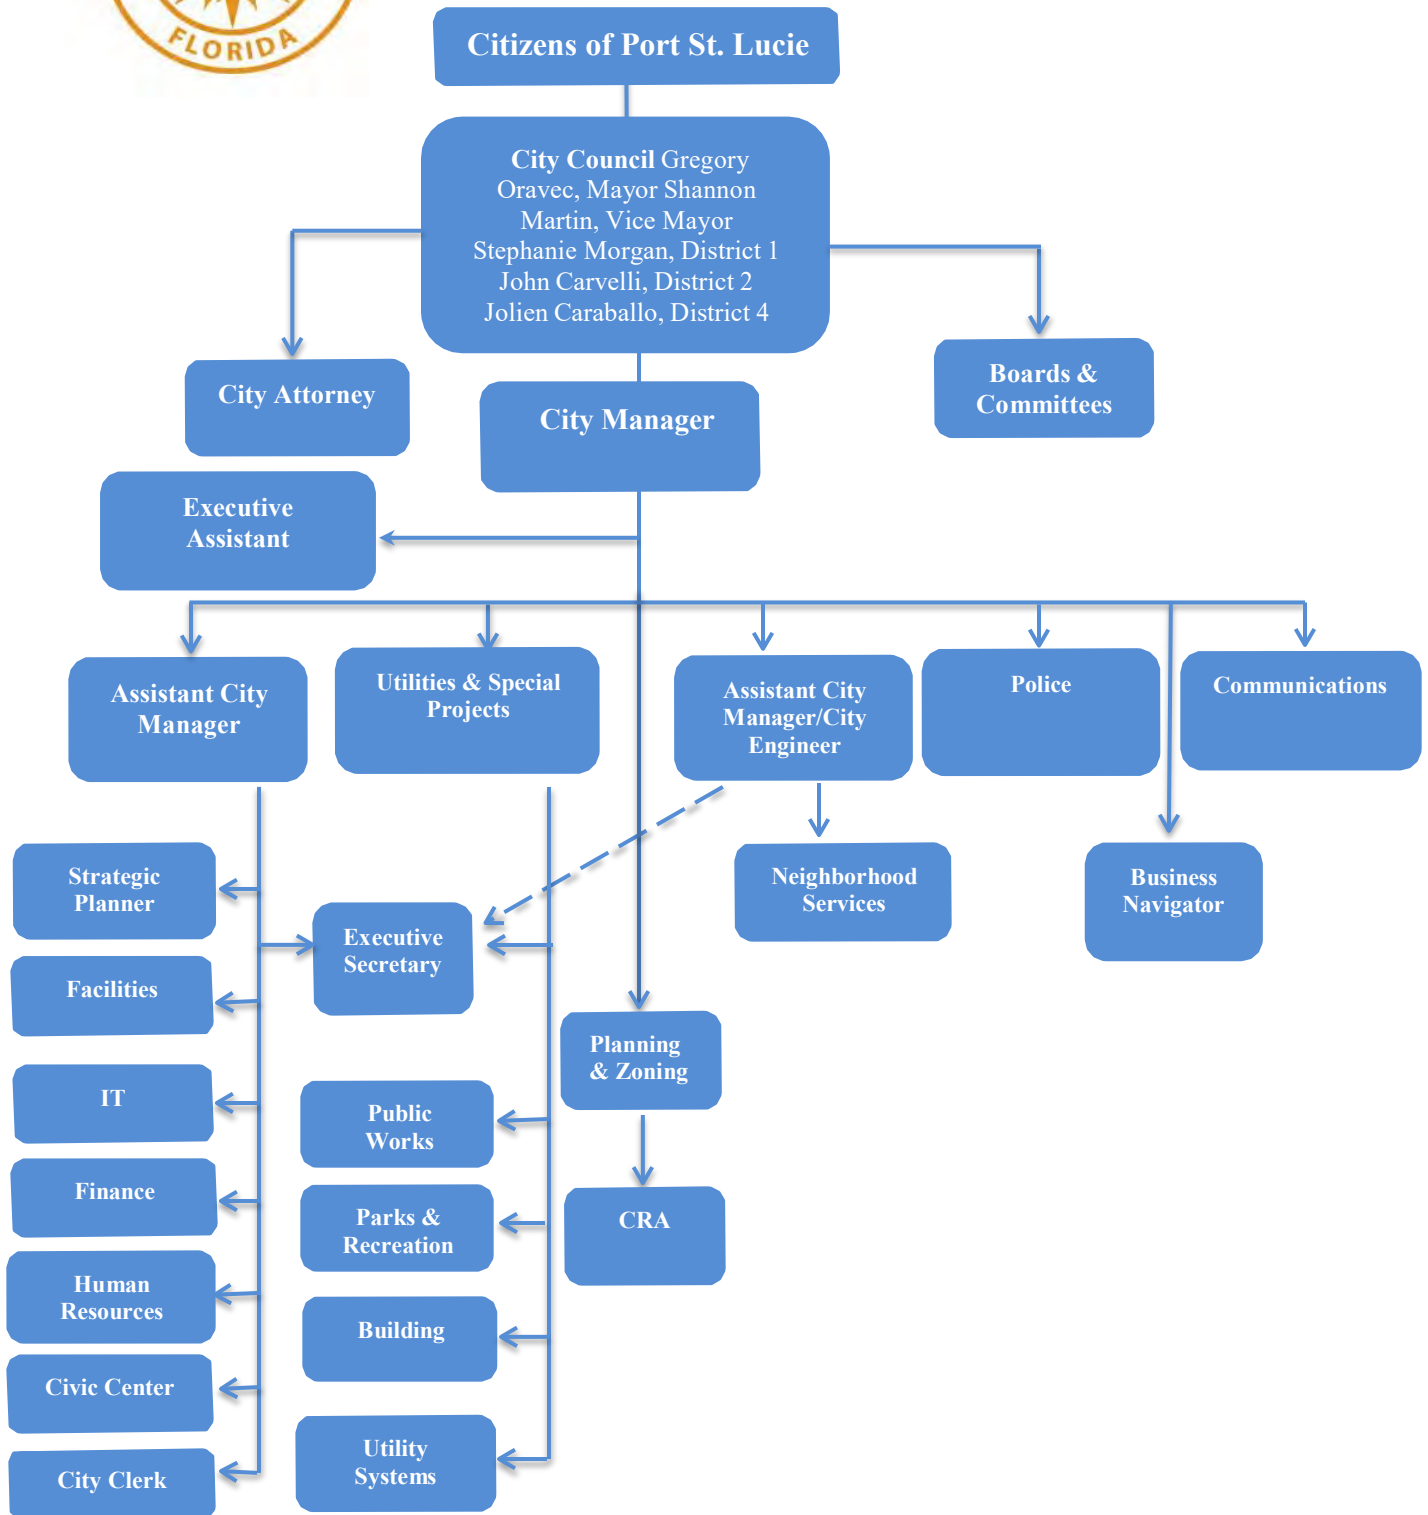 FLORIDA
Citizens of Port St. Lucie
City Council Gregory
Oravec, Mayor Shannon
Martin, Vice Mayor
Stephanie Morgan, District 1
John Carvelli, District 2
Jolien Caraballo, District 4
City Attorney
City Manager
Boards &
Committees
Executive
Assistant
Assistant City
Manager
Utilities & Special
Projects
Assistant City
Manager/City
Engineer
Police
Communications
Strategic
Planner
Executive
Secretary
Neighborhood
Services
Business
Navigator
Facilities
Planning
& Zoning
IT
Public
Works
Finance
Parks &
Recreation
CRA
Human
Resources
Building
Civic Center
Utility
Systems
City Clerk